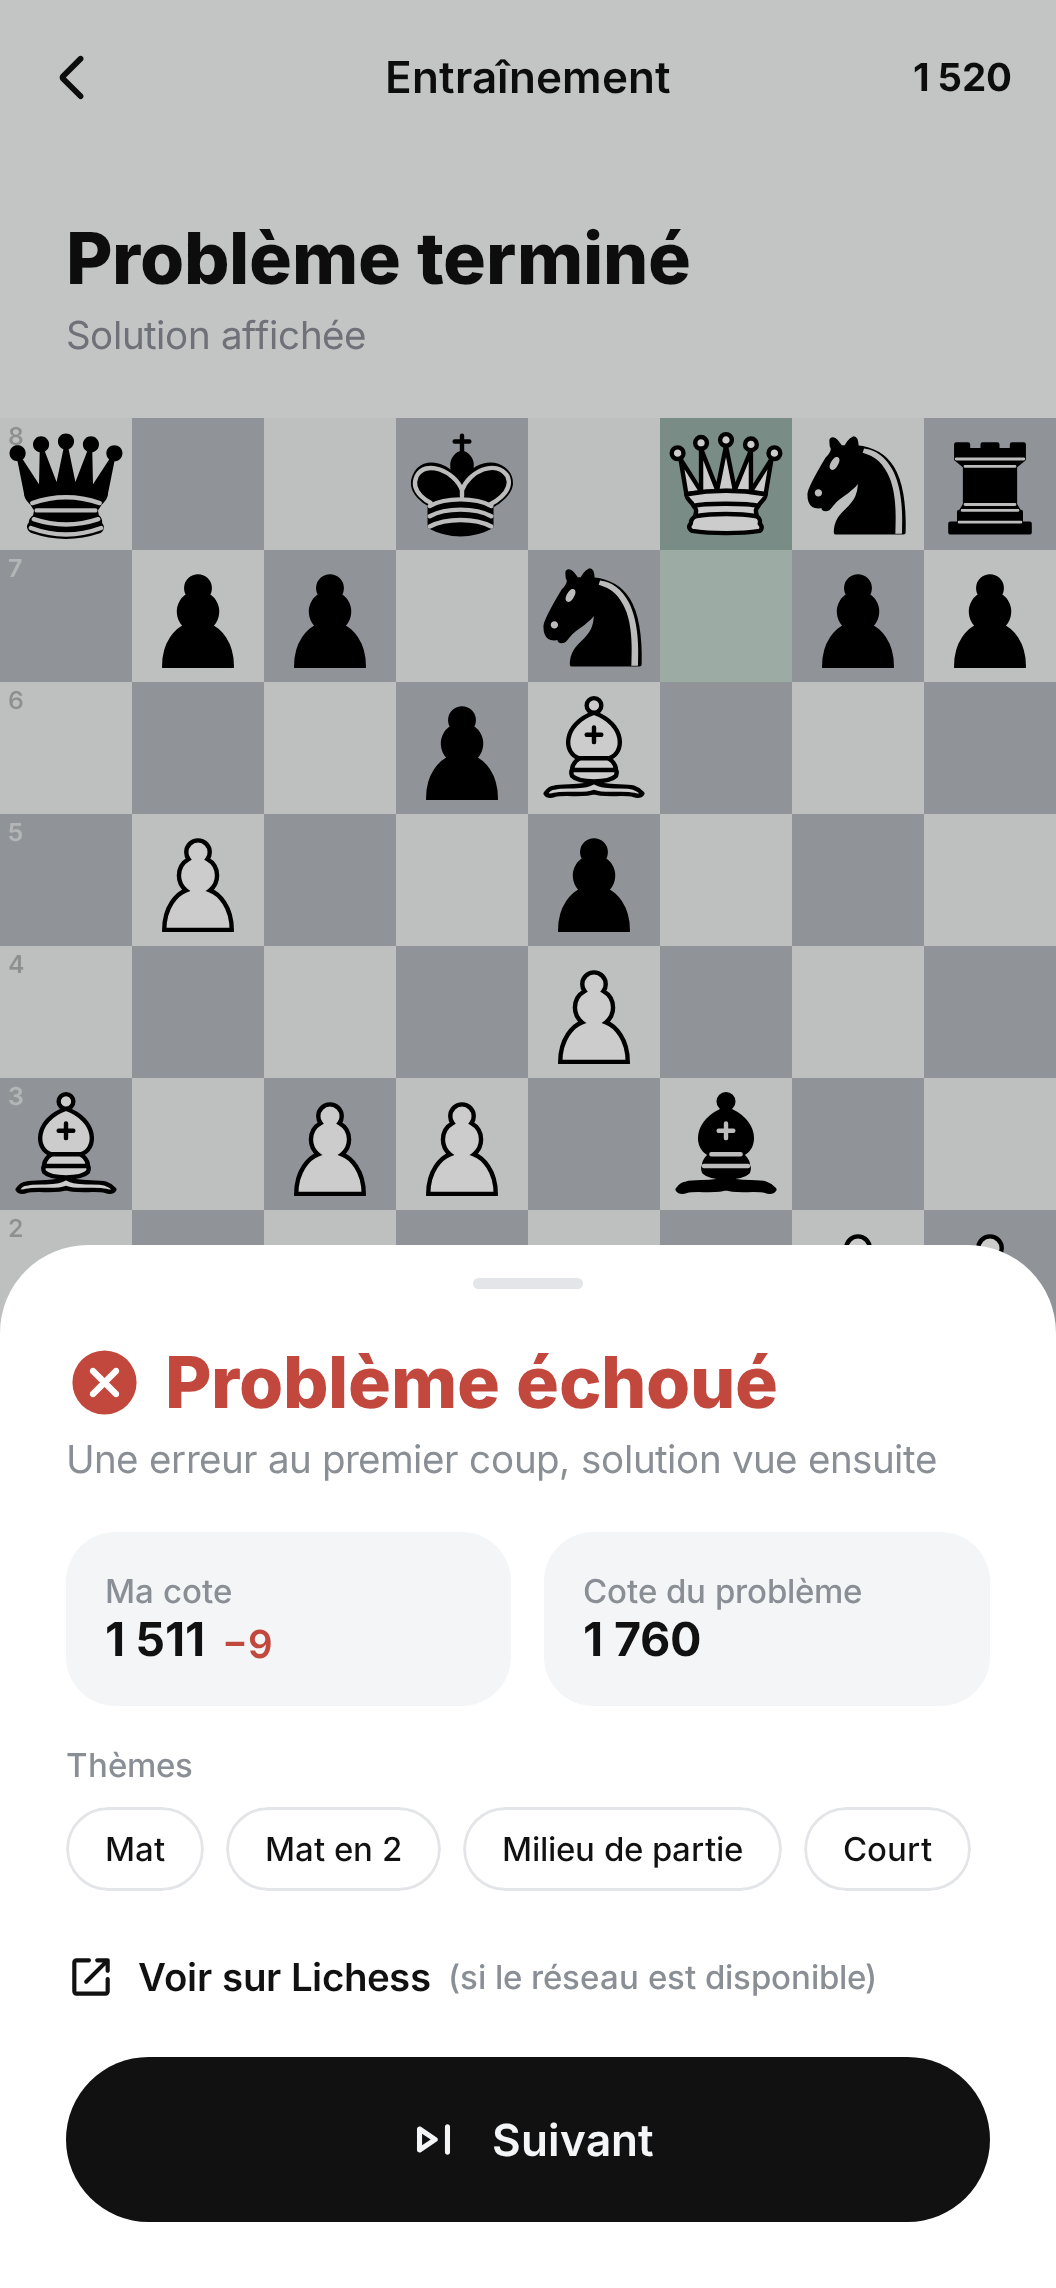 Entraînement
1 520
Problème terminé
Solution affichée
8
7
6
5
4
3
2
Problème échoué
Une erreur au premier coup, solution vue ensuite
Ma cote
1 511 −9
Cote du problème
1 760
Thèmes
Mat
Mat en 2
Milieu de partie
Court
Voir sur Lichess (si le réseau est disponible)
Suivant